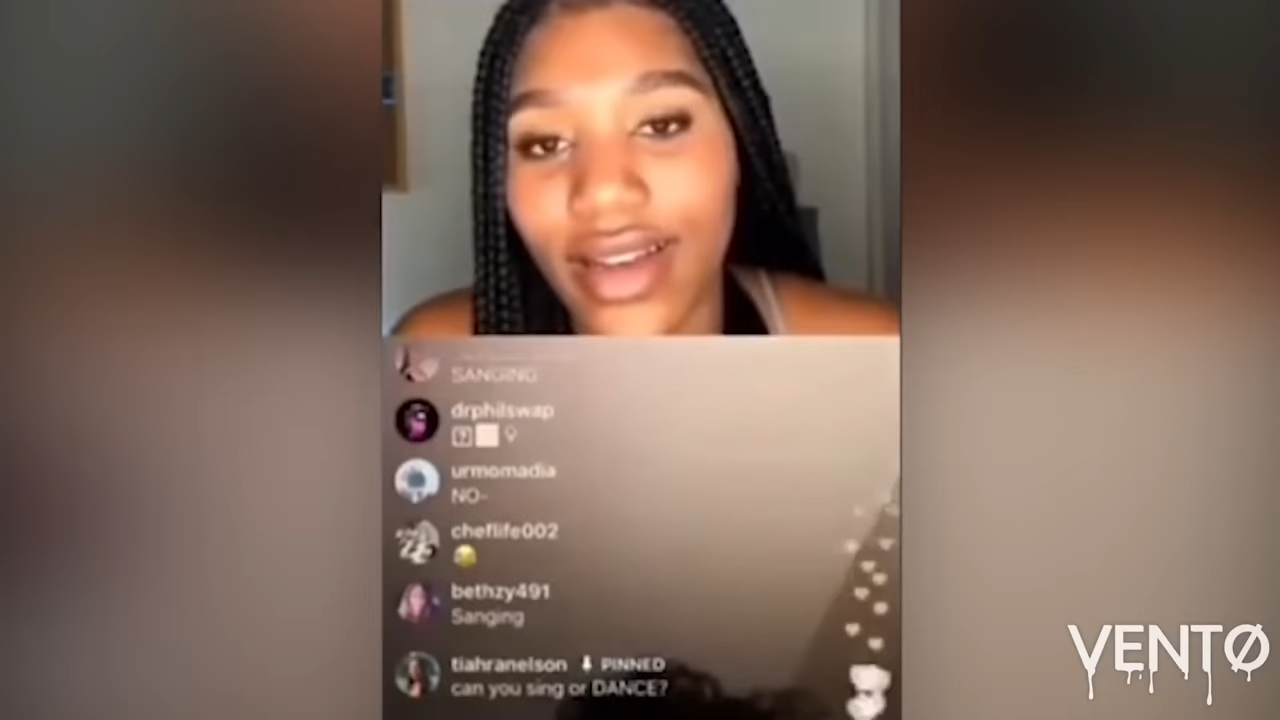 SANGING
drphilswap
urmomadia
NO-
cheflife002
bethzy491
Sanging
tiahranelson PINNED
can you sing or DANCE?
VENTØ